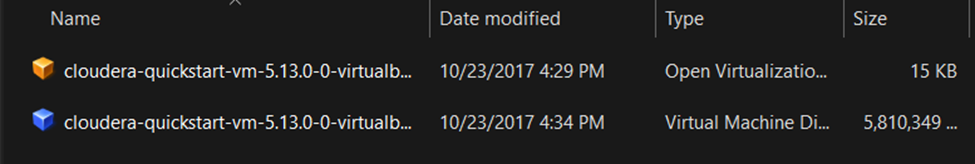 Name Date modified Type Size
cloudera-quickstart-vm-5.13.0-0-virtualb... 10/23/2017 4:29 PM Open Virtualizatio... 15 KB
cloudera-quickstart-vm-5.13.0-0-virtualb... 10/23/2017 4:34 PM Virtual Machine Di... 5,810,349 ...